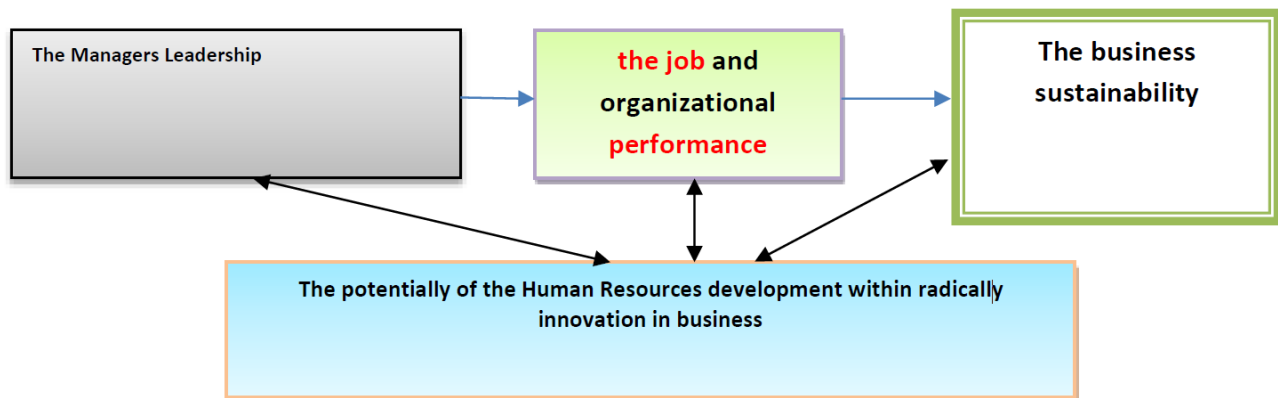 The Managers Leadership
the job and
organizational
performance
The business
sustainability
The potentially of the Human Resources development within radically
innovation in business